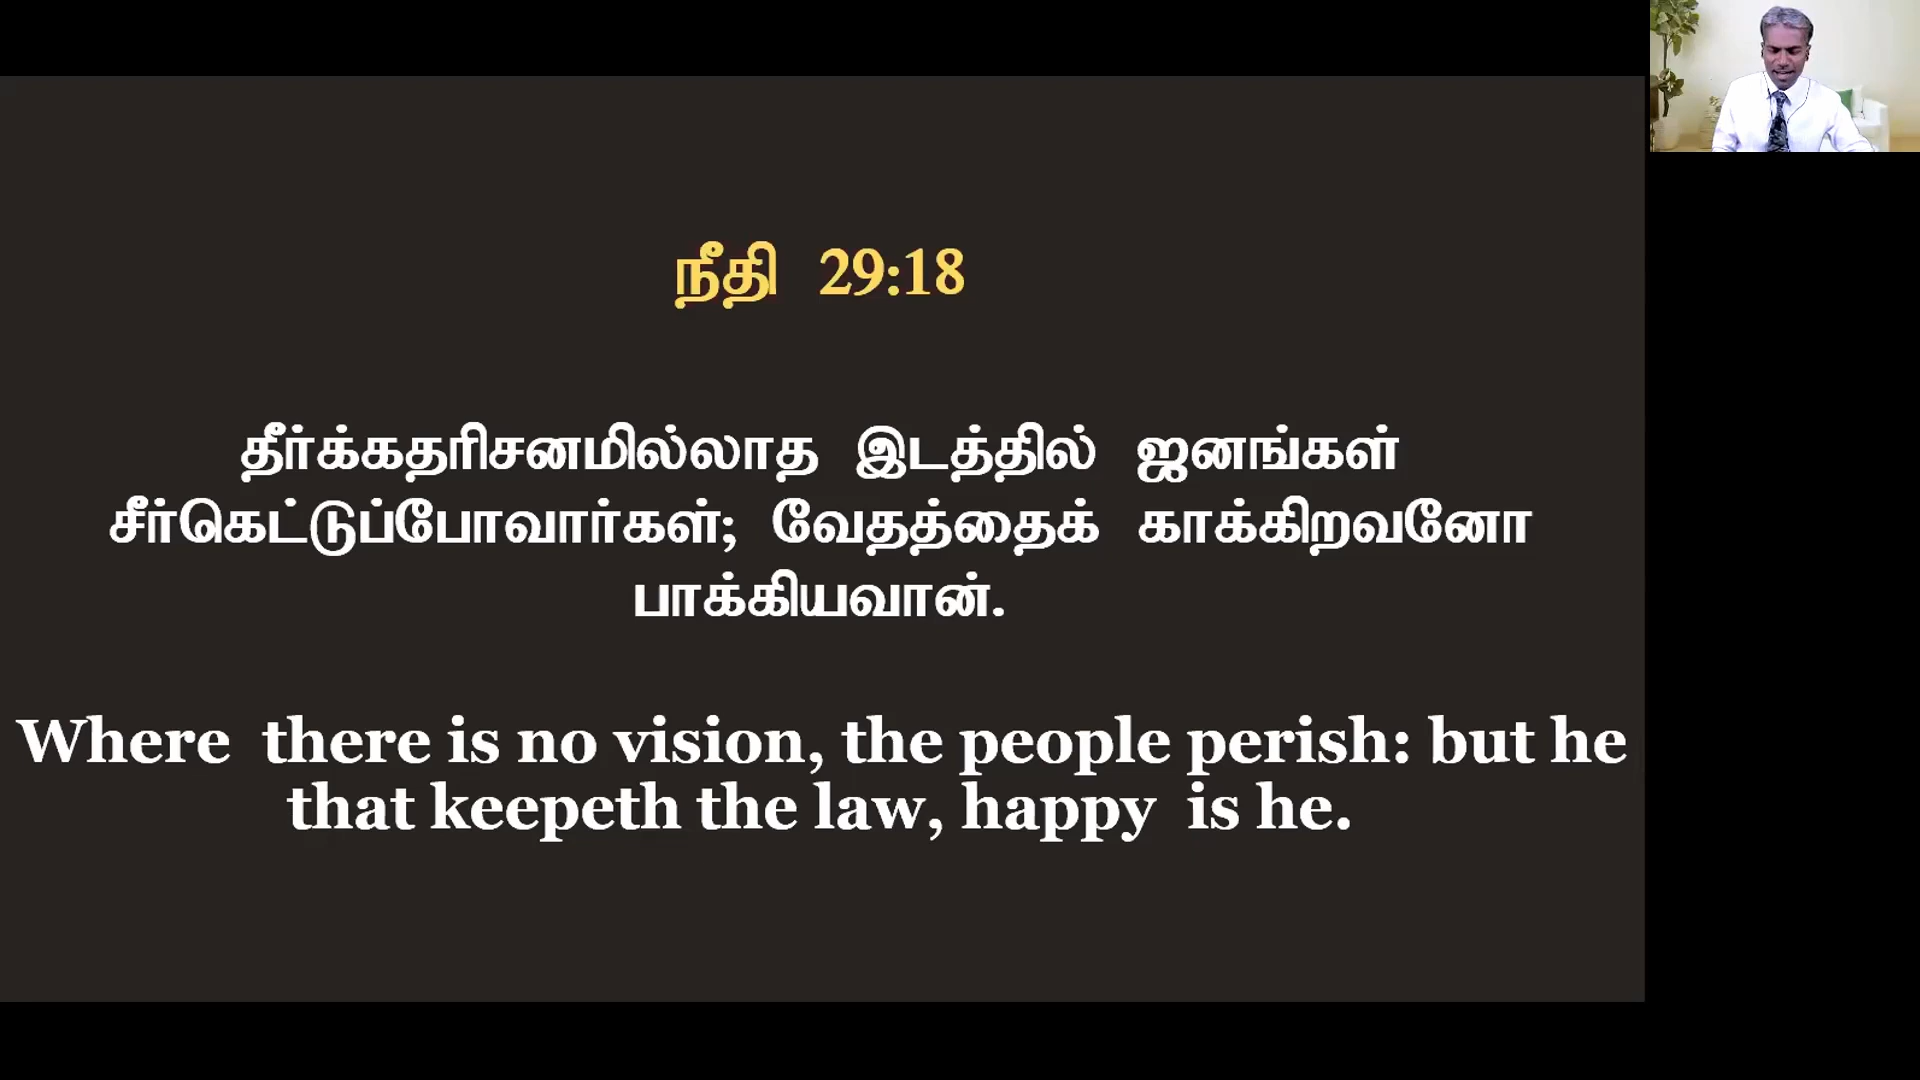 நீதி 29:18
தீர்க்கதரிசனமில்லாத இடத்தில் ஜனங்கள்
சீர்கெட்டுப்போவார்கள்; வேதத்தைக் காக்கிறவனோ
பாக்கியவான்.
Where there is no vision, the people perish: but he
that keepeth the law, happy is he.